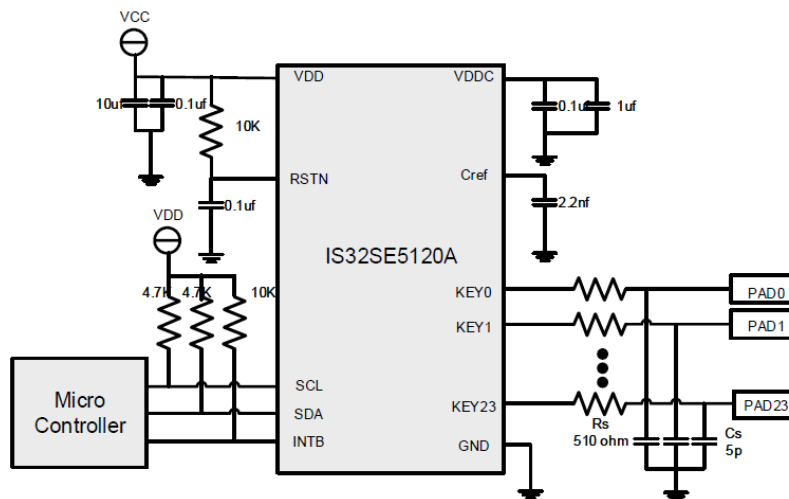 VCC
VDD
VDDC
10uf
0.1uf
0.1uf
1uf
10K
RSTN
Cref
0.1uf
2.2nf
VDD
IS32SE5120A
4.7K
4.7K
10K
KEY0
PAD0
KEY1
PAD1
SCL
Micro
Controller
SDA
KEY23
PAD23
Rs
510 ohm
Cs
5p
INTB
GND